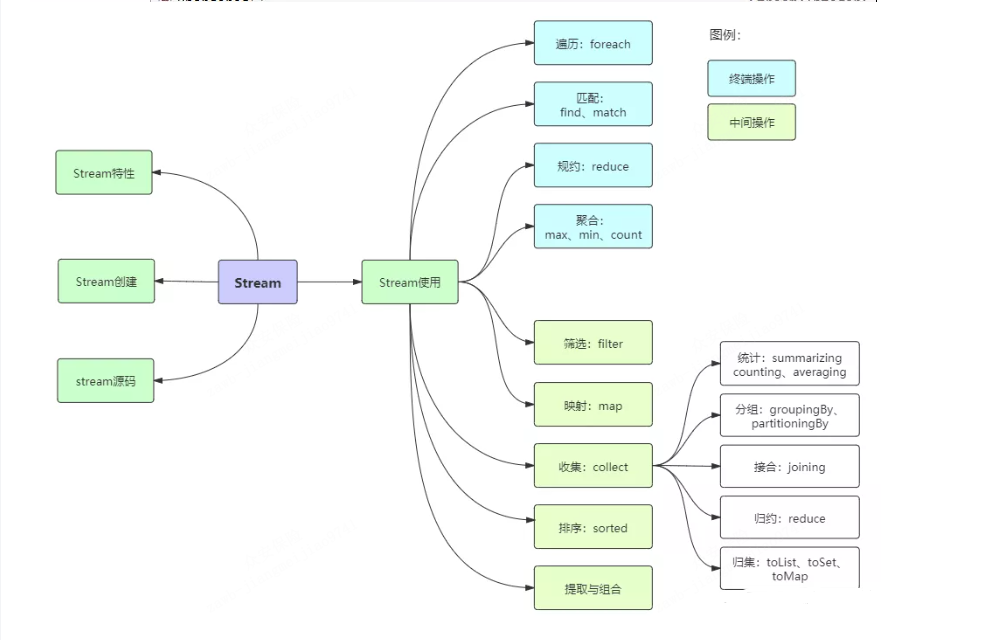 遍历：foreach
图例：
终端操作
匹配：
find、match
中间操作
规约：reduce
Stream特性
聚合：
max、min、count
Stream创建
Stream
Stream使用
筛选：filter
统计：summarizing
counting、averaging
stream源码
映射：map
分组：groupingBy、
partitioningBy
收集：collect
接合：joining
排序：sorted
归约：reduce
归集：toList、toSet、
toMap
提取与组合